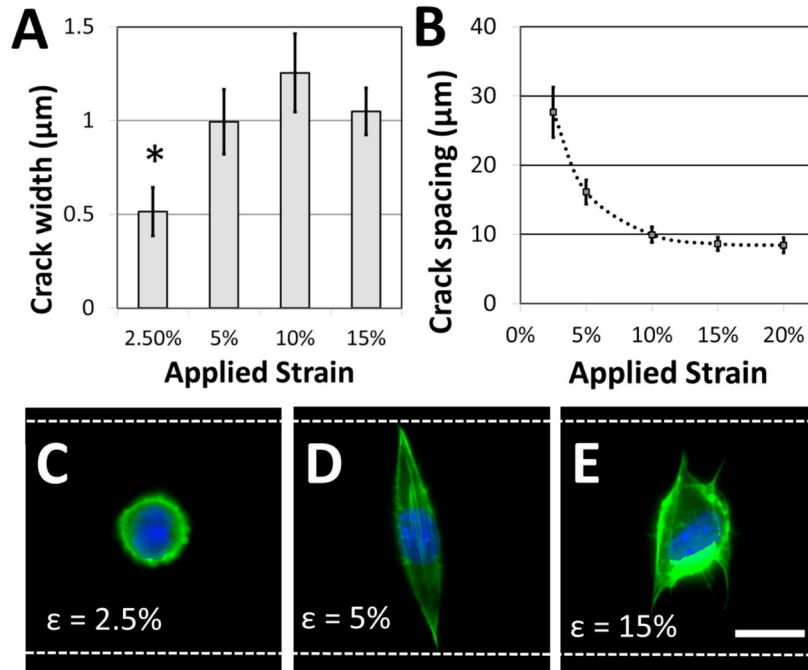 A
Crack width (μm)
1.5
1
0.5
0
*
2.50% 5% 10% 15%
Applied Strain
B
Crack spacing (μm)
40
30
20
10
0
0% 5% 10% 15% 20%
Applied Strain
C
ε = 2.5%
D
ε = 5%
E
ε = 15%